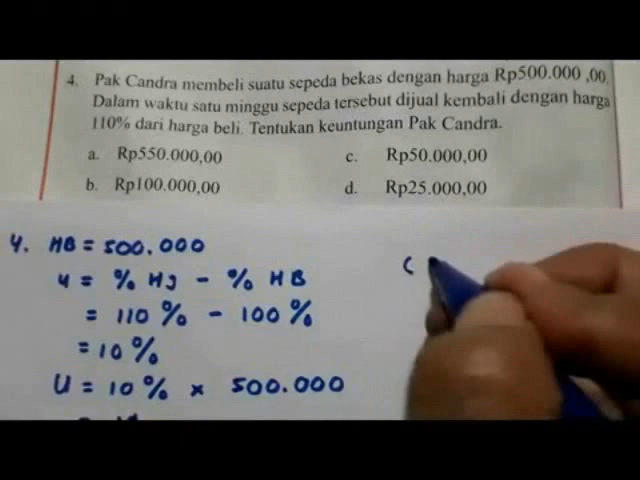 4. Pak Candra membeli suatu sepeda bekas dengan harga Rp500.000 ,00.
Dalam waktu satu minggu sepeda tersebut dijual kembali dengan harga
110% dari harga beli. Tentukan keuntungan Pak Candra.
a. Rp550.000,00 c. Rp50.000,00
b. Rp100.000,00 d. Rp25.000,00
4. HB = 500.000
U = % HJ - % HB
= 110 % - 100 %
= 10 %
U = 10 % x 500.000
(